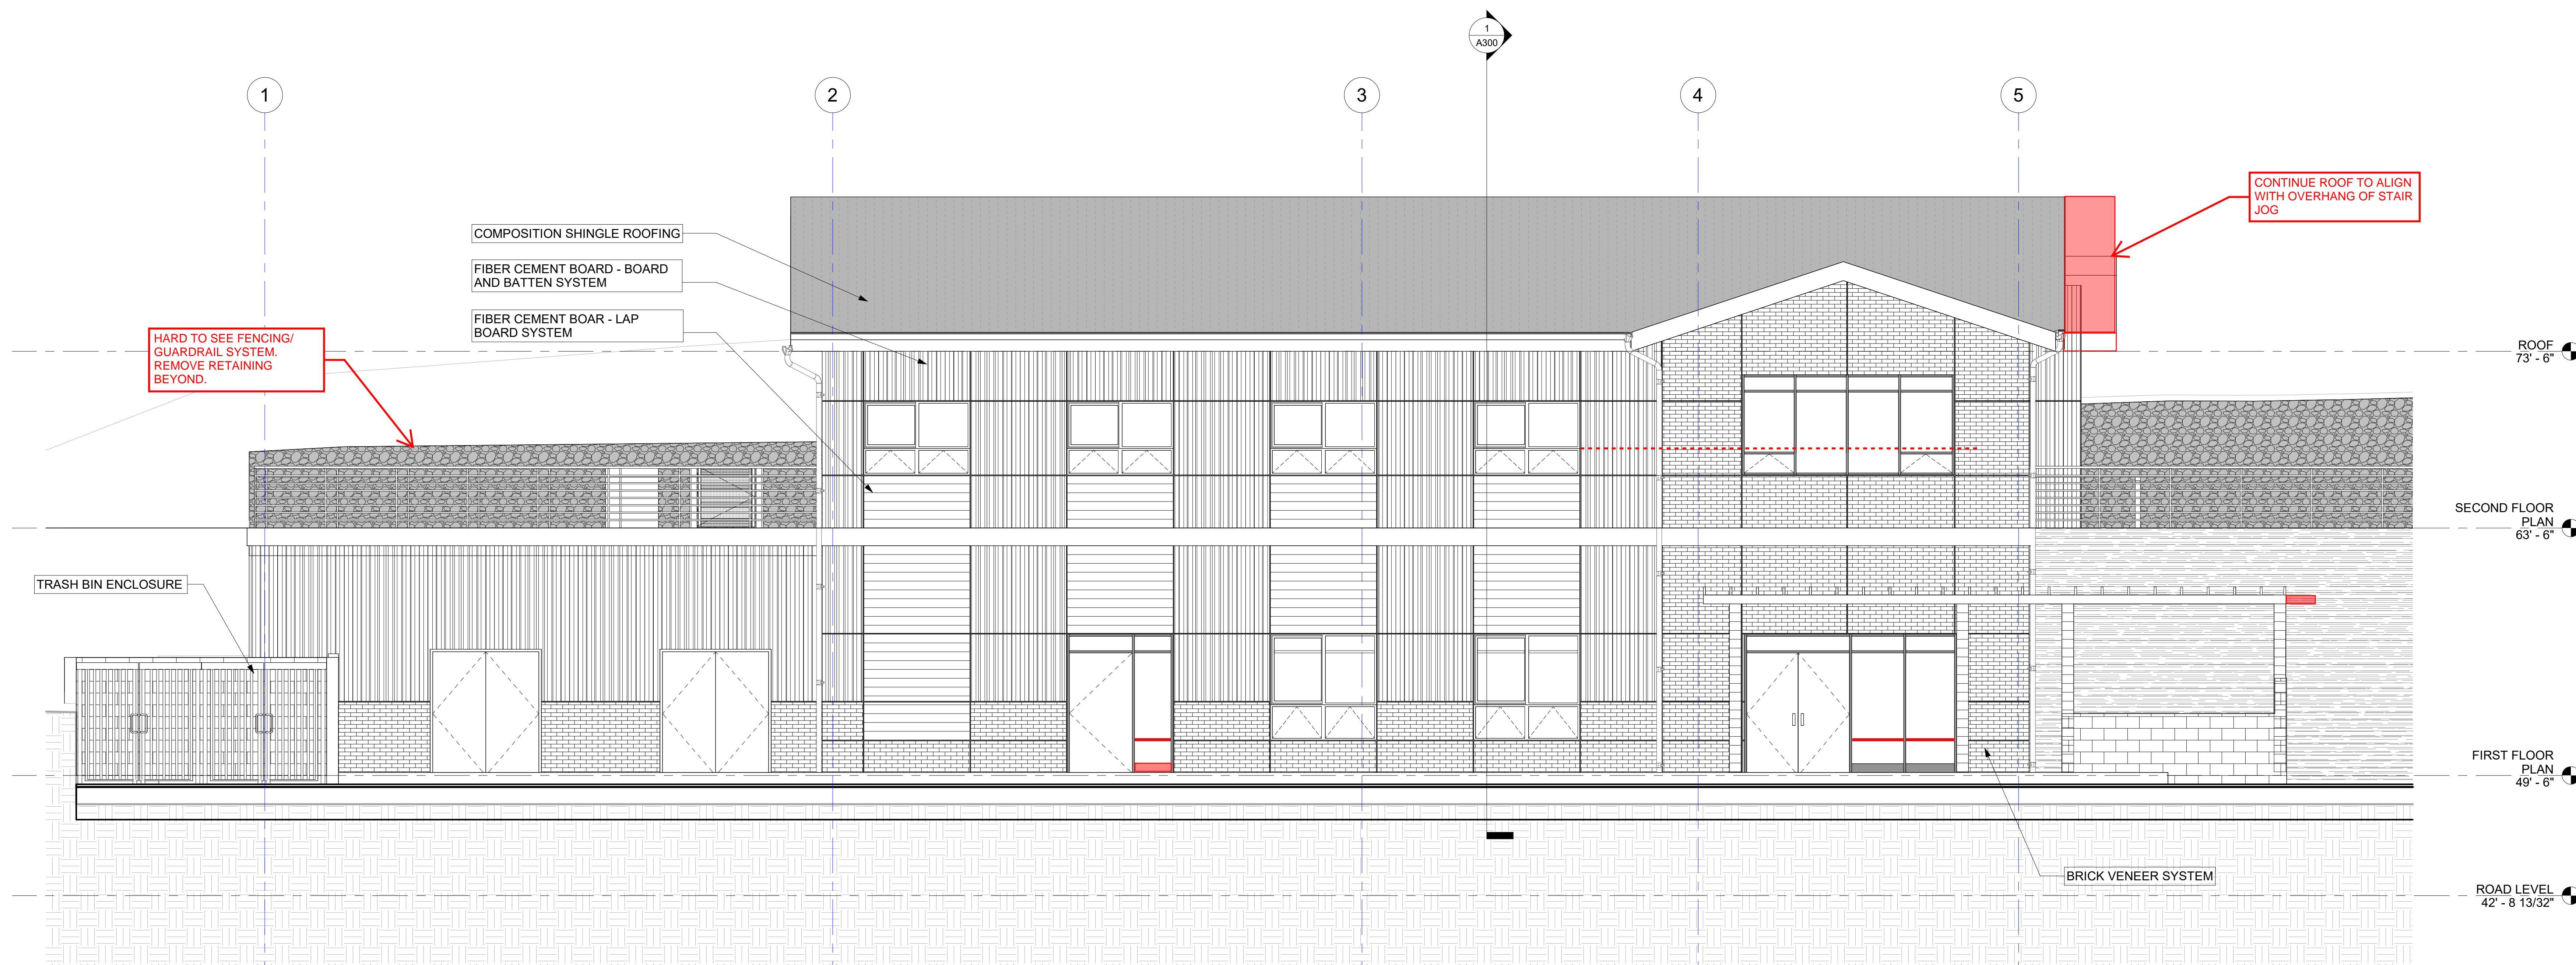 1
A300
1
2
3
4
5
CONTINUE ROOF TO ALIGN
WITH OVERHANG OF STAIR
JOG
COMPOSITION SHINGLE ROOFING
FIBER CEMENT BOARD - BOARD
AND BATTEN SYSTEM
FIBER CEMENT BOAR - LAP
BOARD SYSTEM
HARD TO SEE FENCING/
GUARDRAIL SYSTEM.
REMOVE RETAINING
BEYOND.
ROOF
73' - 6"
SECOND FLOOR
PLAN
63' - 6"
TRASH BIN ENCLOSURE
FIRST FLOOR
PLAN
49' - 6"
BRICK VENEER SYSTEM
ROAD LEVEL
42' - 8 13/32"